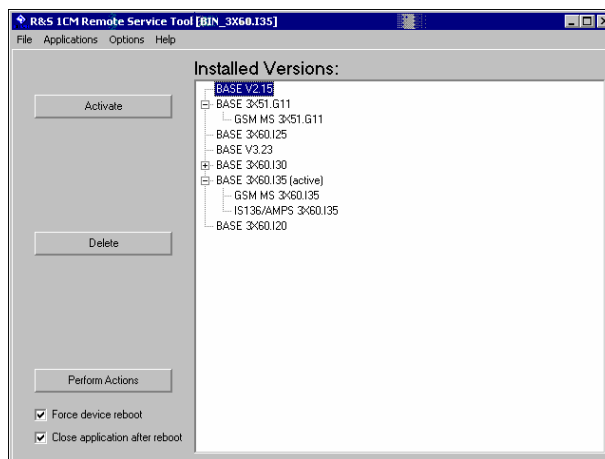 R&S 1CM Remote Service Tool [BIN_3X60.I35]
File Applications Options Help
Installed Versions:
Activate
Delete
Perform Actions
Force device reboot
Close application after reboot
BASE V2.15
BASE 3X51.G11
GSM MS 3X51.G11
BASE 3X60.I25
BASE V3.23
BASE 3X60.I30
BASE 3X60.I35 (active)
GSM MS 3X60.I35
IS136/AMPS 3X60.I35
BASE 3X60.I20